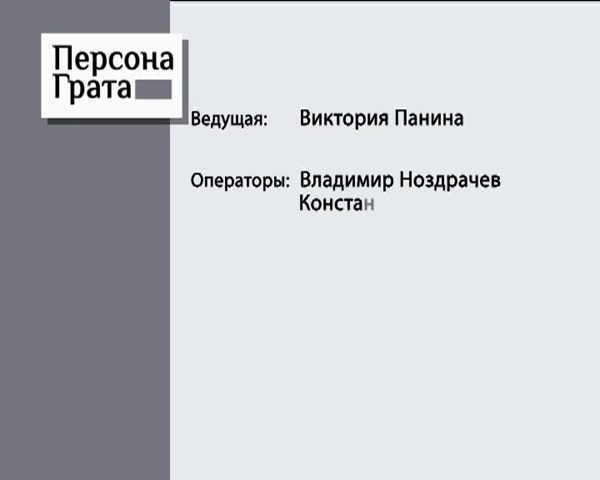 Персона
Грата
Ведущая: Виктория Панина
Операторы: Владимир Ноздрачев
Констан